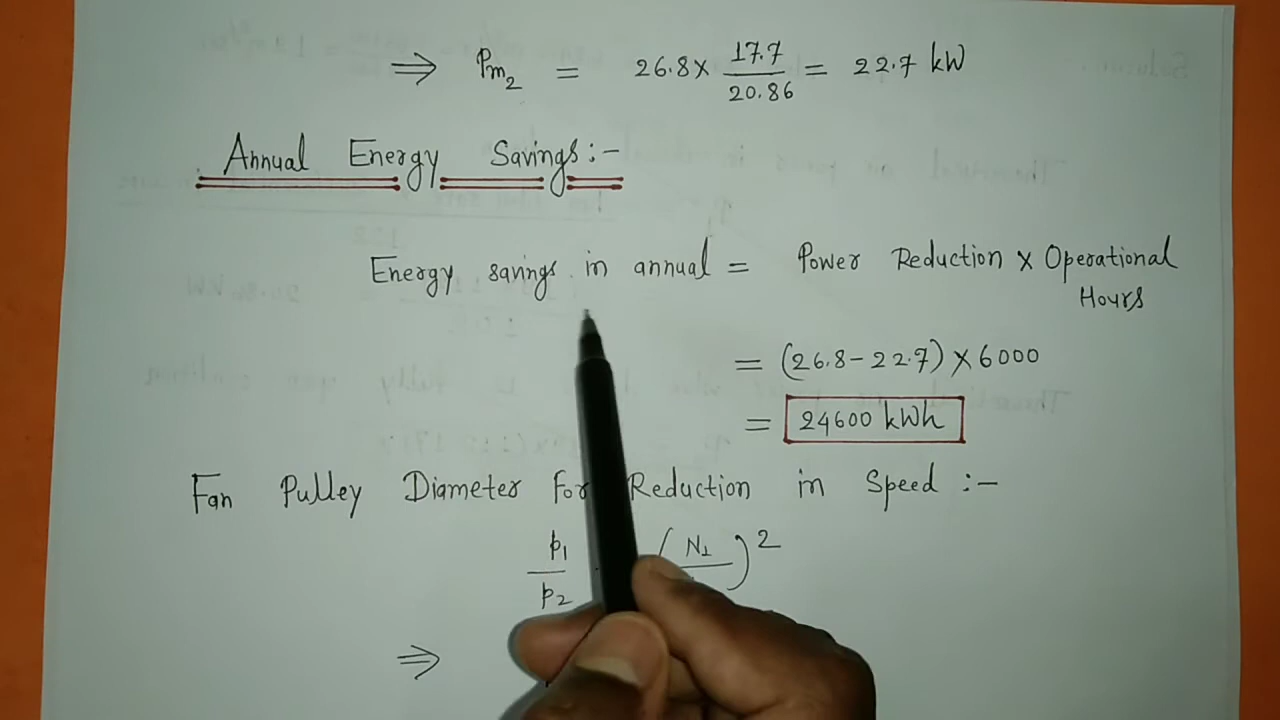 ⇒ Pm₂ = 26.8 × 17.7/20.86 = 22.7 kW
Annual Energy Savings:-
Energy savings in annual = Power Reduction × Operational
Hours
= (26.8-22.7) × 6000
= 24600 kWh
Fan Pulley Diameter For Reduction in Speed :-
p₁/p₂ (N₁/ )²
⇒